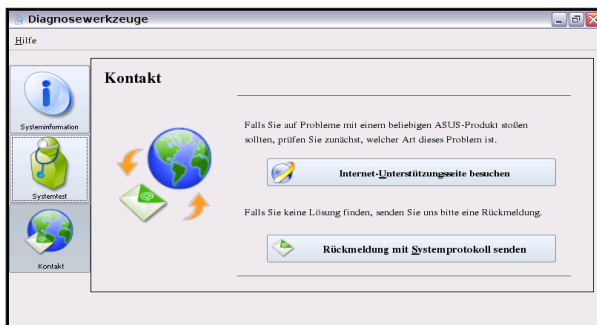 Diagnosewerkzeuge
Hilfe
Systeminformation
Systemtest
Kontakt
Kontakt
Falls Sie auf Probleme mit einem beliebigen ASUS-Produkt stoßen
sollten, prüfen Sie zunächst, welcher Art dieses Problem ist.
Internet-Unterstützungsseite besuchen
Falls Sie keine Lösung finden, senden Sie uns bitte eine Rückmeldung.
Rückmeldung mit Systemprotokoll senden